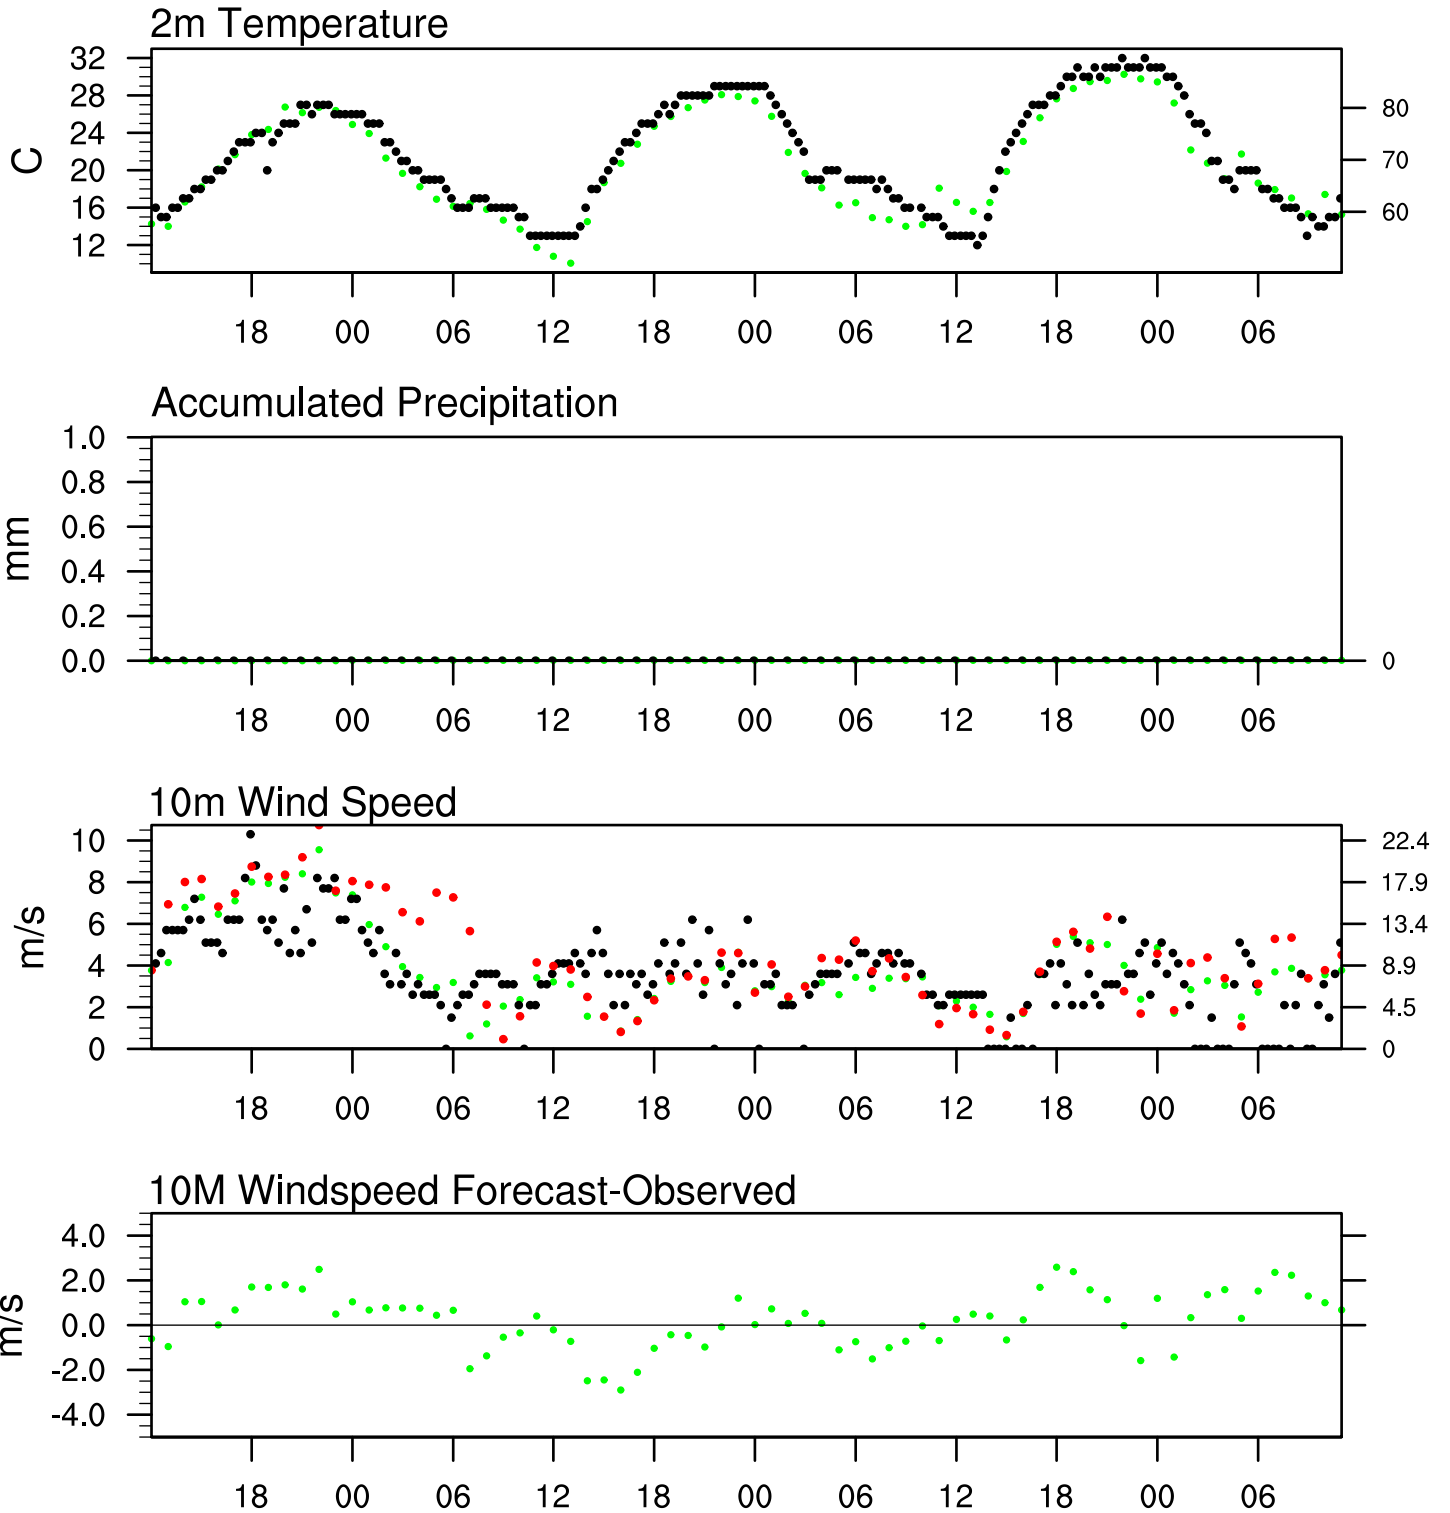 2m Temperature
32
28
24
20
16
12
C
80
70
60
18 00 06 12 18 00 06 12 18 00 06
Accumulated Precipitation
1.0
0.8
0.6
0.4
0.2
0.0
mm
0
18 00 06 12 18 00 06 12 18 00 06
10m Wind Speed
10
8
6
4
2
0
m/s
22.4
17.9
13.4
8.9
4.5
0
18 00 06 12 18 00 06 12 18 00 06
10M Windspeed Forecast-Observed
4.0
2.0
0.0
-2.0
-4.0
m/s
18 00 06 12 18 00 06 12 18 00 06